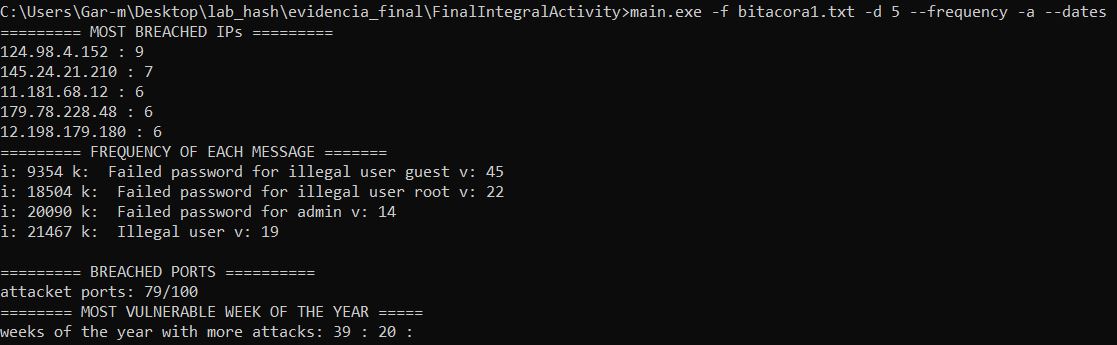 C:\Users\Gar-m\Desktop\lab_hash\evidencia_final\FinalIntegralActivity>main.exe -f bitacora1.txt -d 5 --frequency -a --dates
========= MOST BREACHED IPs =========
124.98.4.152 : 9
145.24.21.210 : 7
11.181.68.12 : 6
179.78.228.48 : 6
12.198.179.180 : 6
========= FREQUENCY OF EACH MESSAGE =======
i: 9354 k:  Failed password for illegal user guest v: 45
i: 18504 k:  Failed password for illegal user root v: 22
i: 20090 k:  Failed password for admin v: 14
i: 21467 k:  Illegal user v: 19
========= BREACHED PORTS ==========
attacket ports: 79/100
======== MOST VULNERABLE WEEK OF THE YEAR =====
weeks of the year with more attacks: 39 : 20 :